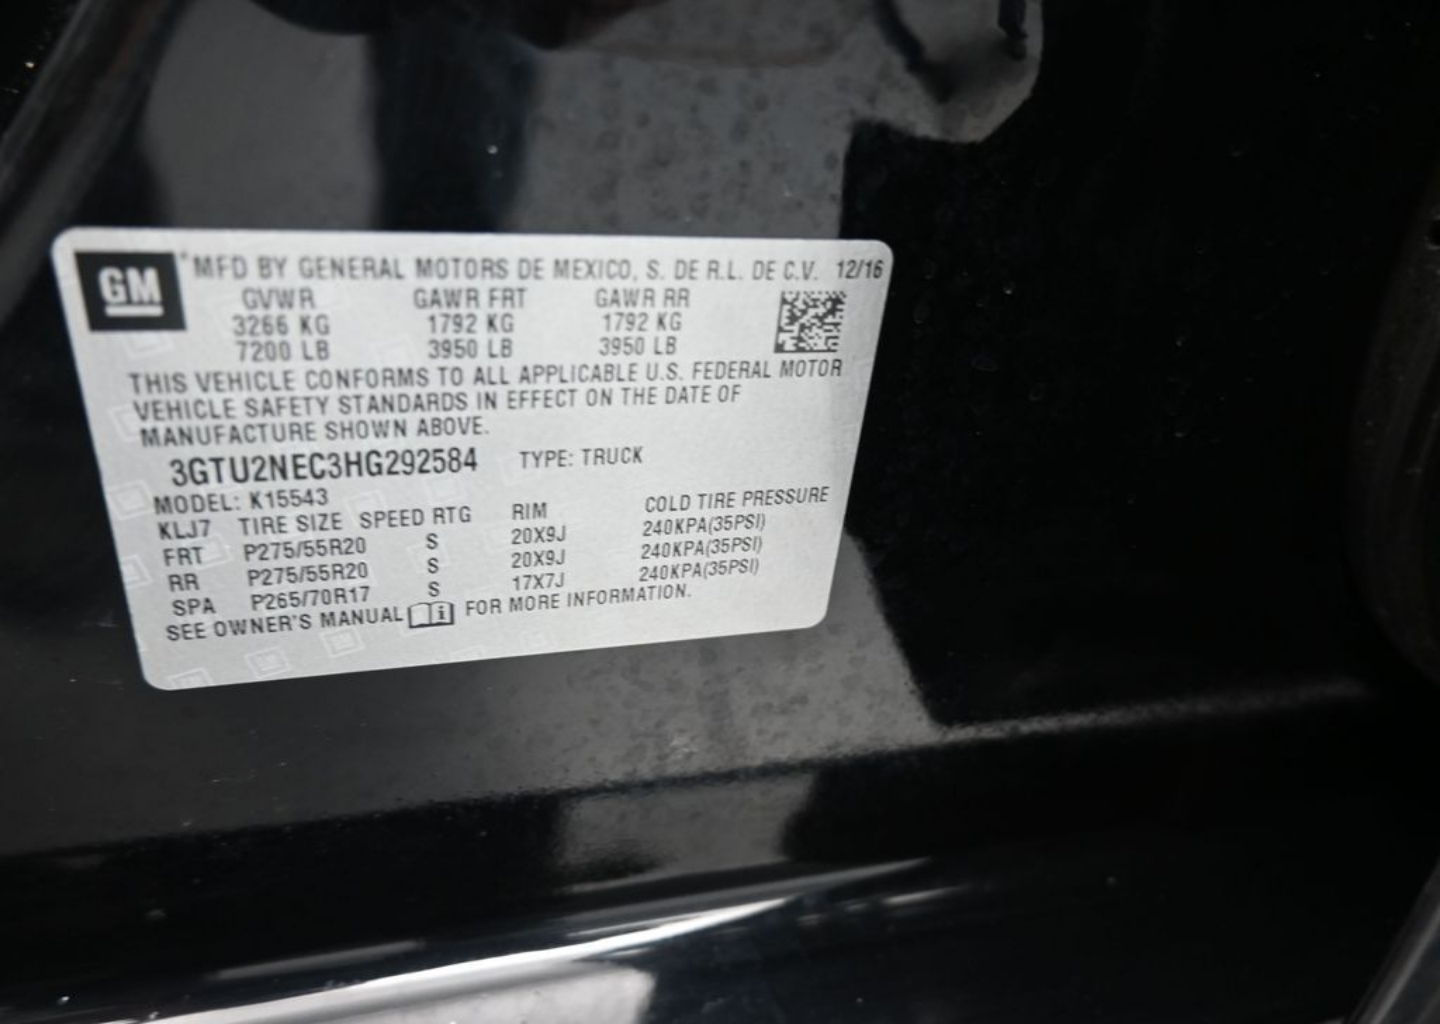 GM
MFD BY GENERAL MOTORS DE MEXICO, S. DE R.L. DE C.V. 12/16
GVWR GAWR FRT GAWR RR
3266 KG 1792 KG 1792 KG
7200 LB 3950 LB 3950 LB
THIS VEHICLE CONFORMS TO ALL APPLICABLE U.S. FEDERAL MOTOR
VEHICLE SAFETY STANDARDS IN EFFECT ON THE DATE OF
MANUFACTURE SHOWN ABOVE.
3GTU2NEC3HG292584 TYPE: TRUCK
MODEL: K15543
KLJ7 TIRE SIZE SPEED RTG RIM COLD TIRE PRESSURE
FRT P275/55R20 S 20X9J 240KPA(35PSI)
RR P275/55R20 S 20X9J 240KPA(35PSI)
SPA P265/70R17 S 17X7J 240KPA(35PSI)
SEE OWNER'S MANUAL FOR MORE INFORMATION.